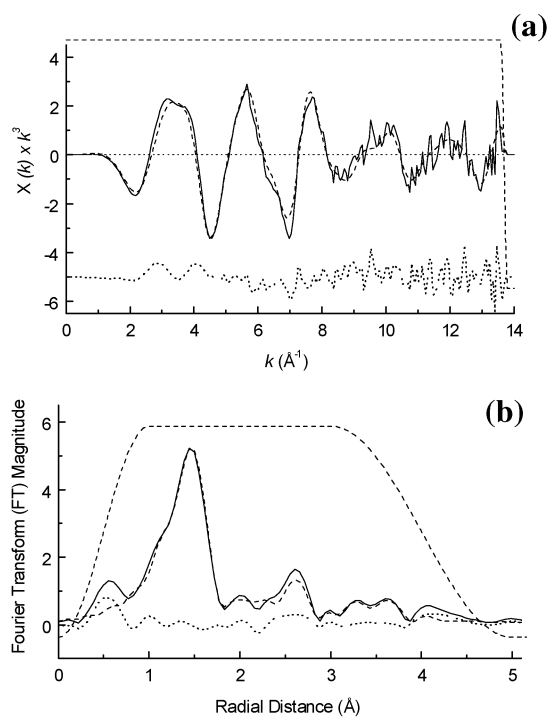 (a)
X (k) x k³
4
2
0
-2
-4
-6
0 2 4 6 8 10 12 14
k (Å⁻¹)
(b)
Fourier Transform (FT) Magnitude
6
4
2
0
0 1 2 3 4 5
Radial Distance (Å)